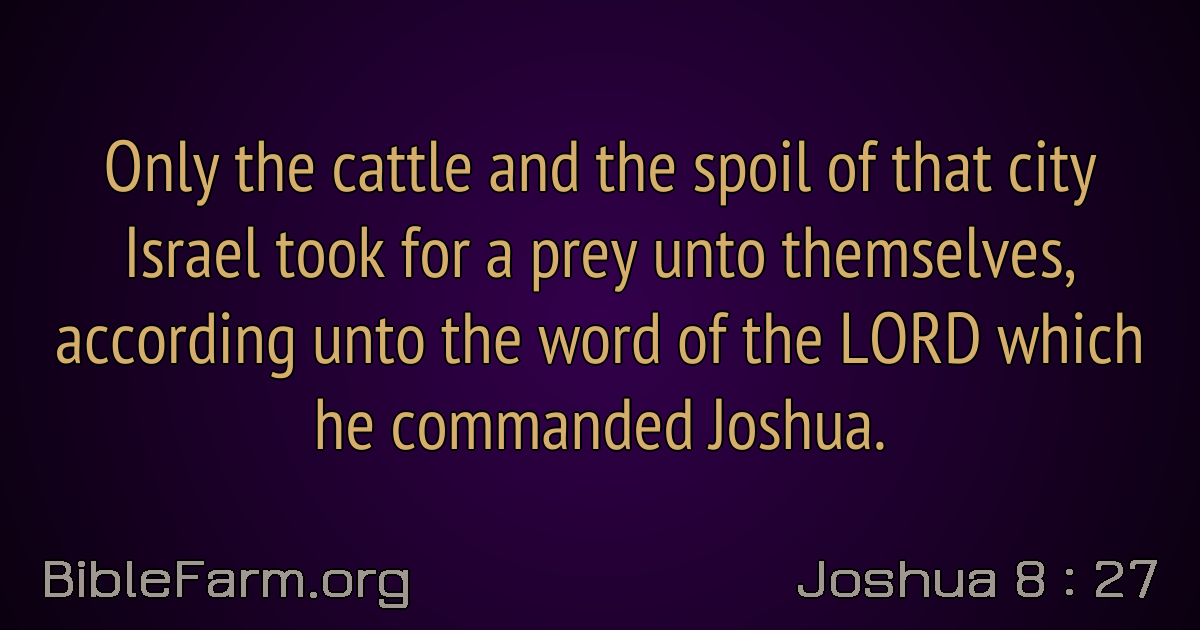 Only the cattle and the spoil of that city
Israel took for a prey unto themselves,
according unto the word of the LORD which
he commanded Joshua.
BibleFarm.org
Joshua 8 : 27